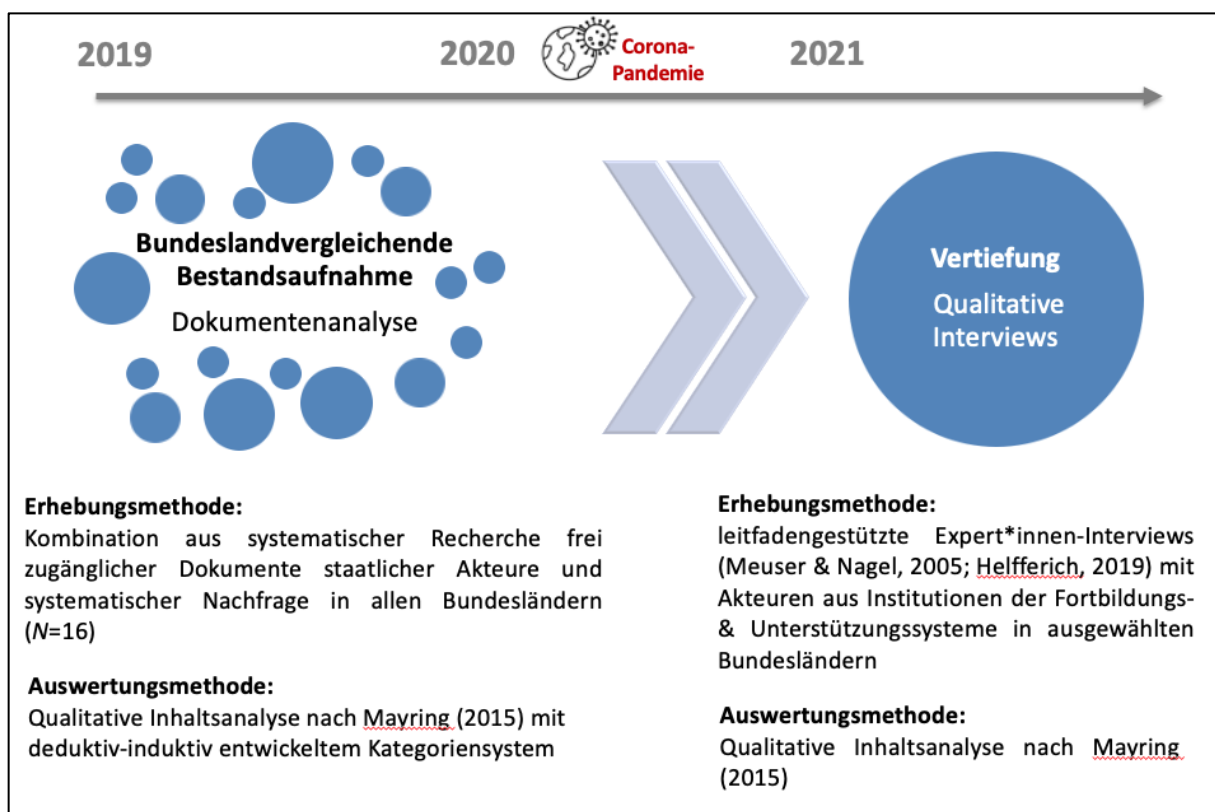 2019
2020
Corona-
Pandemie
2021
Bundeslandvergleichende
Bestandsaufnahme
Dokumentenanalyse
Vertiefung
Qualitative
Interviews
Erhebungsmethode:
Kombination aus systematischer Recherche frei
zugänglicher Dokumente staatlicher Akteure und
systematischer Nachfrage in allen Bundesländern
(N=16)
Auswertungsmethode:
Qualitative Inhaltsanalyse nach Mayring (2015) mit
deduktiv-induktiv entwickeltem Kategoriensystem
Erhebungsmethode:
leitfadengestützte Expert*innen-Interviews
(Meuser & Nagel, 2005; Helfferich, 2019) mit
Akteuren aus Institutionen der Fortbildungs-
& Unterstützungssysteme in ausgewählten
Bundesländern
Auswertungsmethode:
Qualitative Inhaltsanalyse nach Mayring
(2015)